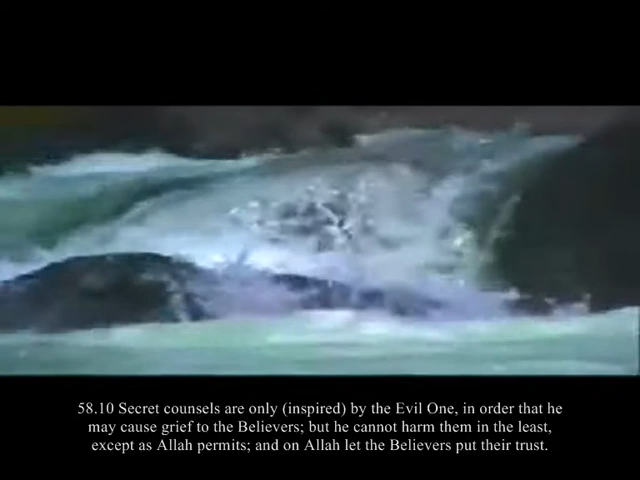 58.10 Secret counsels are only (inspired) by the Evil One, in order that he
may cause grief to the Believers; but he cannot harm them in the least,
except as Allah permits; and on Allah let the Believers put their trust.